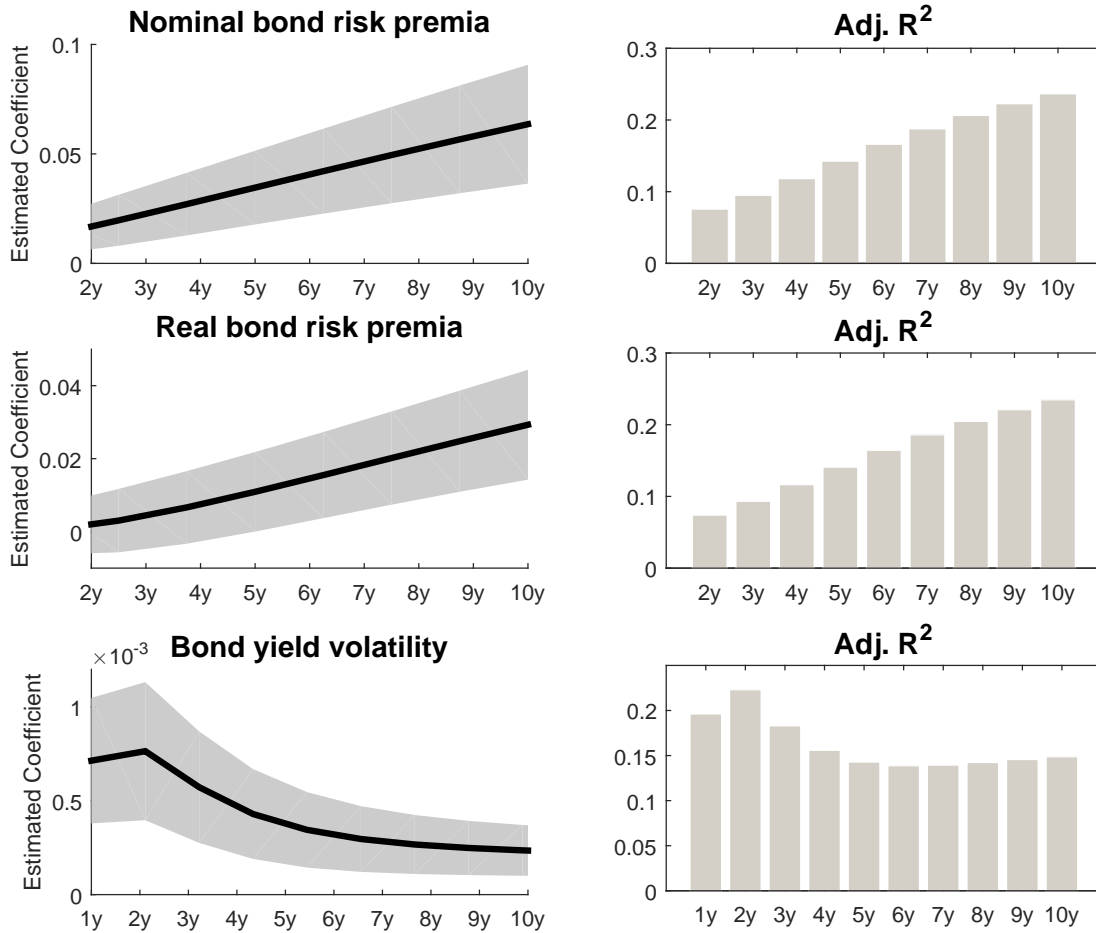 Nominal bond risk premia
Estimated Coefficient
0.1
0.05
0
2y 3y 4y 5y 6y 7y 8y 9y 10y
Adj. R²
0.3
0.2
0.1
0
2y 3y 4y 5y 6y 7y 8y 9y 10y
Real bond risk premia
Estimated Coefficient
0.04
0.02
0
2y 3y 4y 5y 6y 7y 8y 9y 10y
Adj. R²
0.3
0.2
0.1
0
2y 3y 4y 5y 6y 7y 8y 9y 10y
Bond yield volatility
×10⁻³
Estimated Coefficient
1
0.5
0
1y 2y 3y 4y 5y 6y 7y 8y 9y 10y
Adj. R²
0.2
0.15
0.1
0.05
0
1y 2y 3y 4y 5y 6y 7y 8y 9y 10y